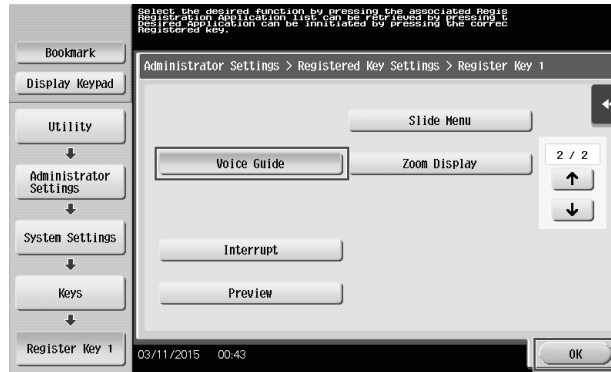 Select the desired function by pressing the associated Regis
Registration Application list can be retrieved by pressing t
Desired Application can be innitiated by pressing the correc
Registered key.
Bookmark
Display Keypad
Utility
Administrator
Settings
System Settings
Keys
Register Key 1
Administrator Settings > Registered Key Settings > Register Key 1
Slide Menu
Voice Guide
Zoom Display
2 / 2
Interrupt
Preview
03/11/2015 00:43
OK